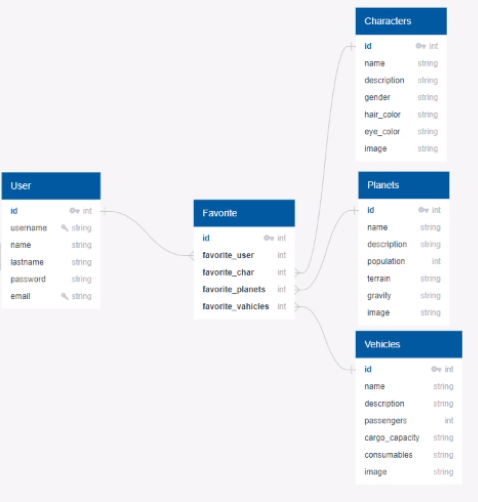 User
id int
username string
name string
lastname string
password string
email string
Favorite
id int
favorite_user int
favorite_char int
favorite_planets int
favorite_vehicles int
Characters
id int
name string
description string
gender string
hair_color string
eye_color string
image string
Planets
id int
name string
description string
population int
terrain string
gravity string
image string
Vehicles
id int
name string
description string
passengers int
cargo_capacity string
consumables string
image string